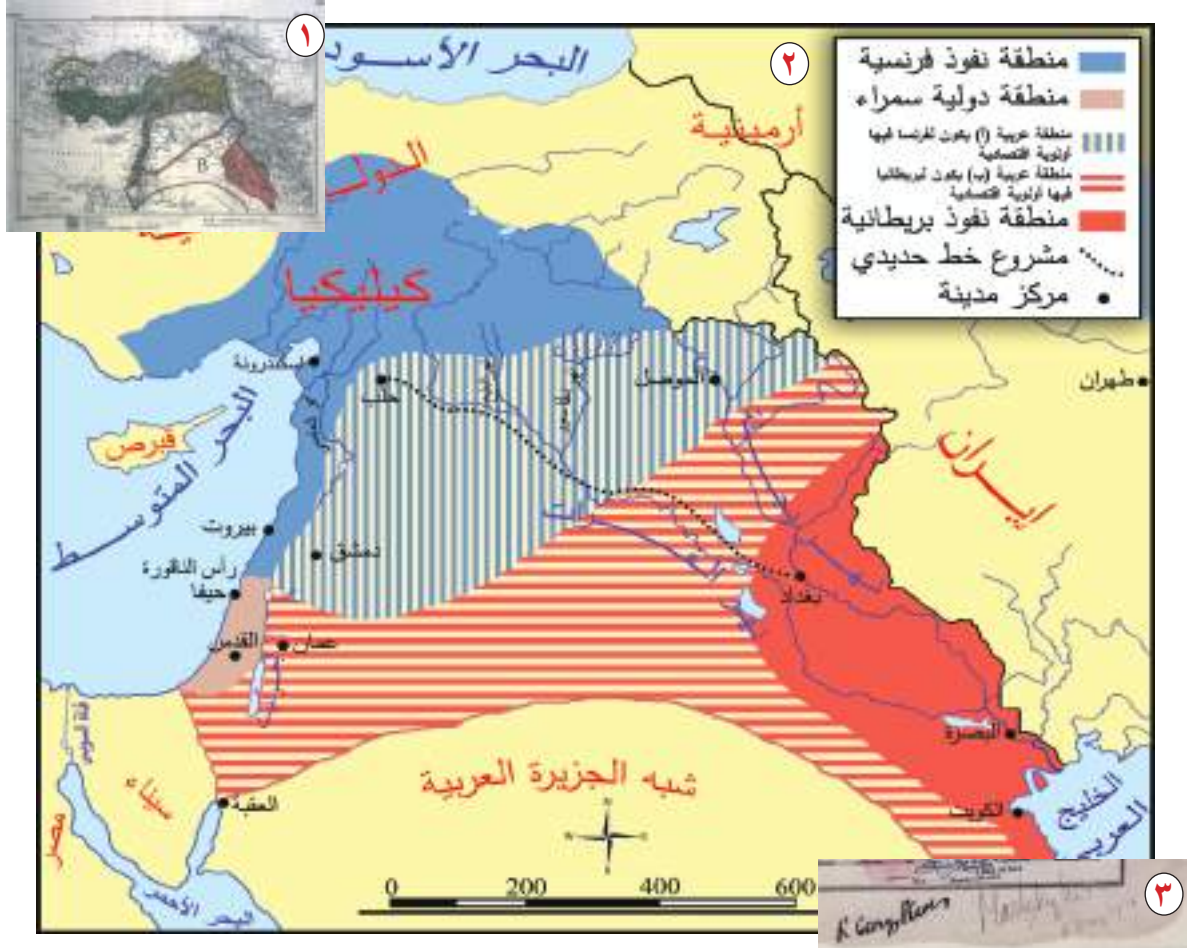 ١
٢
البحر الأسود
أرمينية
منطقة نفوذ فرنسية
منطقة دولية سمراء
منطقة عربية (أ) يكون لفرنسا فيها
أولوية اقتصادية
منطقة عربية (ب) يكون لبريطانيا
فيها أولوية اقتصادية
منطقة نفوذ بريطانية
مشروع خط حديدي
مركز مدينة
B
كيليكيا
اسكندرونة
حلب
الموصل
طهران
إيران
قبرص
البحر المتوسط
بيروت
دمشق
رأس الناقورة
حيفا
القدس
عمان
بغداد
البصرة
الكويت
الخليج
العربي
قناة السويس
سيناء
مصر
العقبة
البحر الأحمر
شبه الجزيرة العربية
0 200 400 600
٣